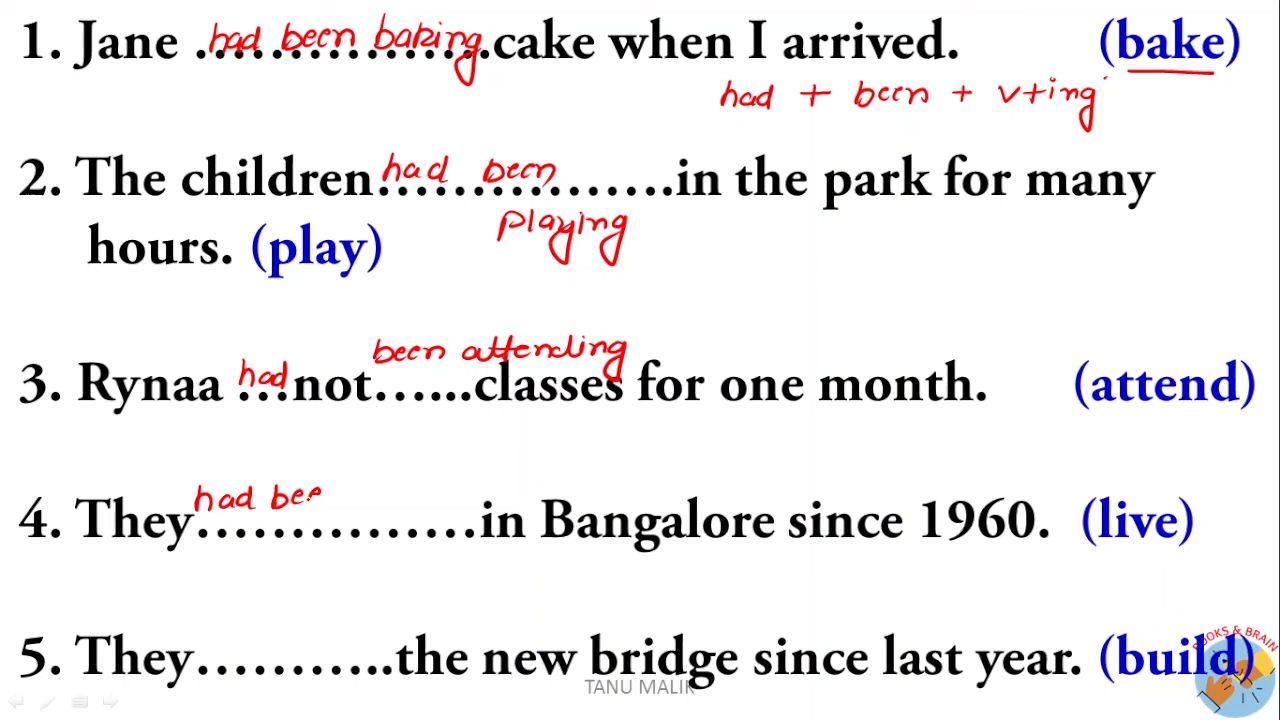 1. Jane ...had been baking...cake when I arrived. (bake)
had + been + v+ing
2. The children...had been...in the park for many
playing
hours. (play)
been attending
3. Rynaa ...had not......classes for one month. (attend)
had bee
4. They...............in Bangalore since 1960. (live)
5. They...........the new bridge since last year. (build)
TANU MALIK
BOOKS & BRAIN